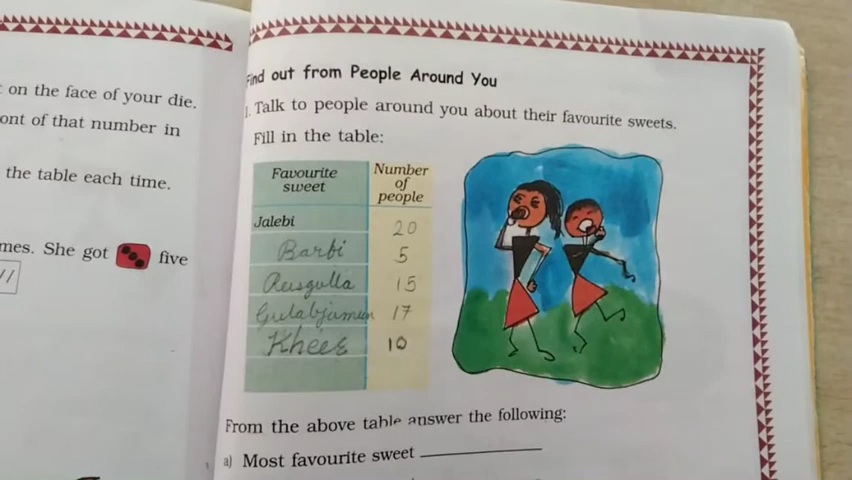 on the face of your die.
ont of that number in
the table each time.
mes. She got five
Find out from People Around You
1. Talk to people around you about their favourite sweets.
Fill in the table:
Favourite sweet Number of people
Jalebi 20
Barbi 5
Rusgulla 15
Gulabjamun 17
Kheer 10
From the above table answer the following:
a) Most favourite sweet